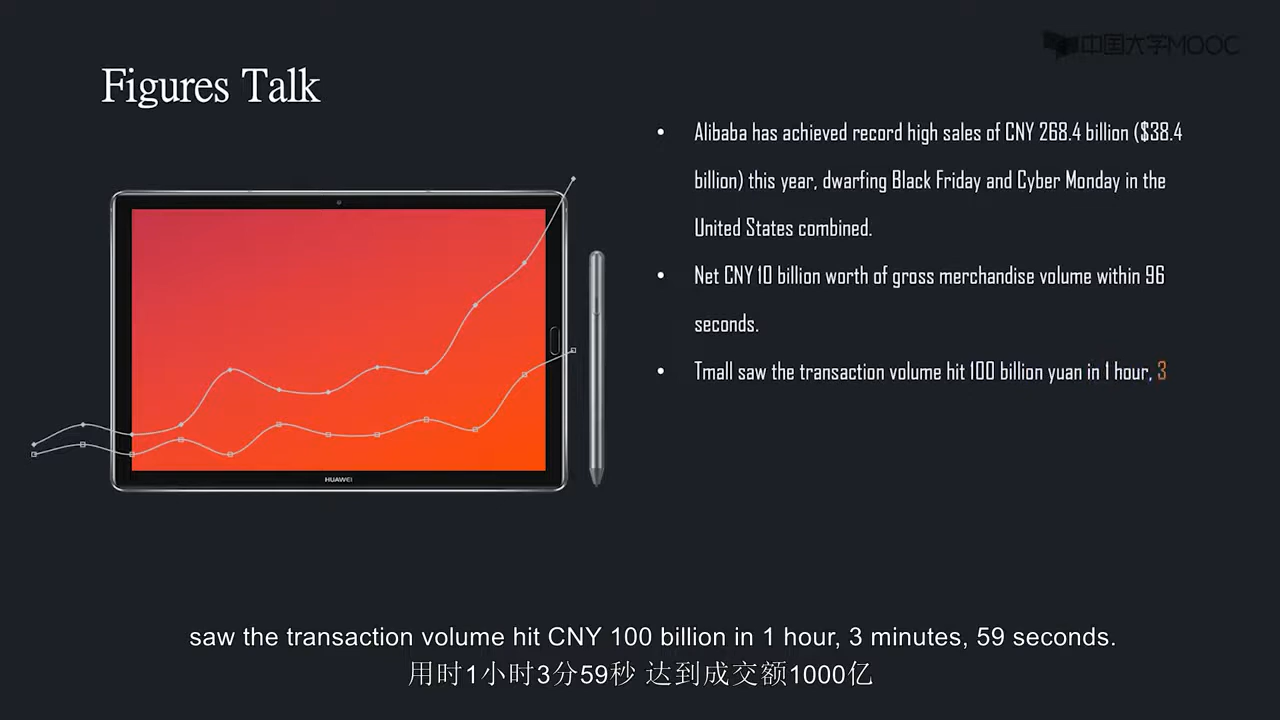 中国大学MOOC
Figures Talk
• Alibaba has achieved record high sales of CNY 268.4 billion ($38.4
billion) this year, dwarfing Black Friday and Cyber Monday in the
United States combined.
• Net CNY 10 billion worth of gross merchandise volume within 96
seconds.
• Tmall saw the transaction volume hit 100 billion yuan in 1 hour, 3
HUAWEI
saw the transaction volume hit CNY 100 billion in 1 hour, 3 minutes, 59 seconds.
用时1小时3分59秒 达到成交额1000亿